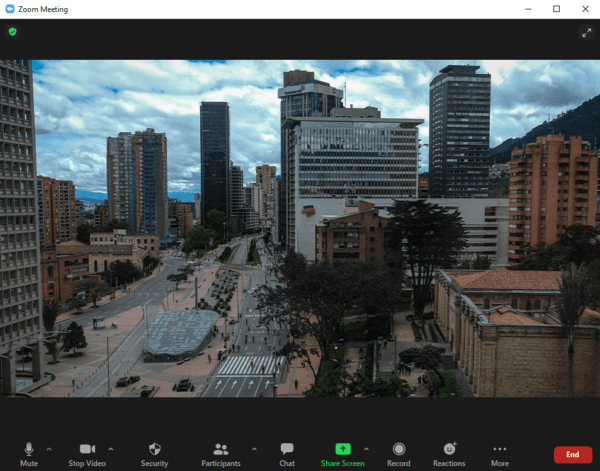 Zoom Meeting
Mute
Stop Video
Security
Participants
Chat
Share Screen
Record
Reactions
More
End